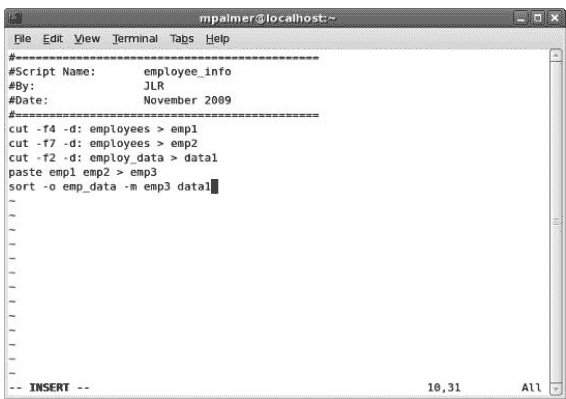 mpalmer@localhost:~
File Edit View Terminal Tabs Help
#==============================================
#Script Name: employee_info
#By: JLR
#Date: November 2009
#==============================================
cut -f4 -d: employees > emp1
cut -f7 -d: employees > emp2
cut -f2 -d: employ_data > data1
paste emp1 emp2 > emp3
sort -o emp_data -m emp3 data1
~
~
~
~
~
~
~
~
~
~
~
~
~
-- INSERT -- 10,31 All